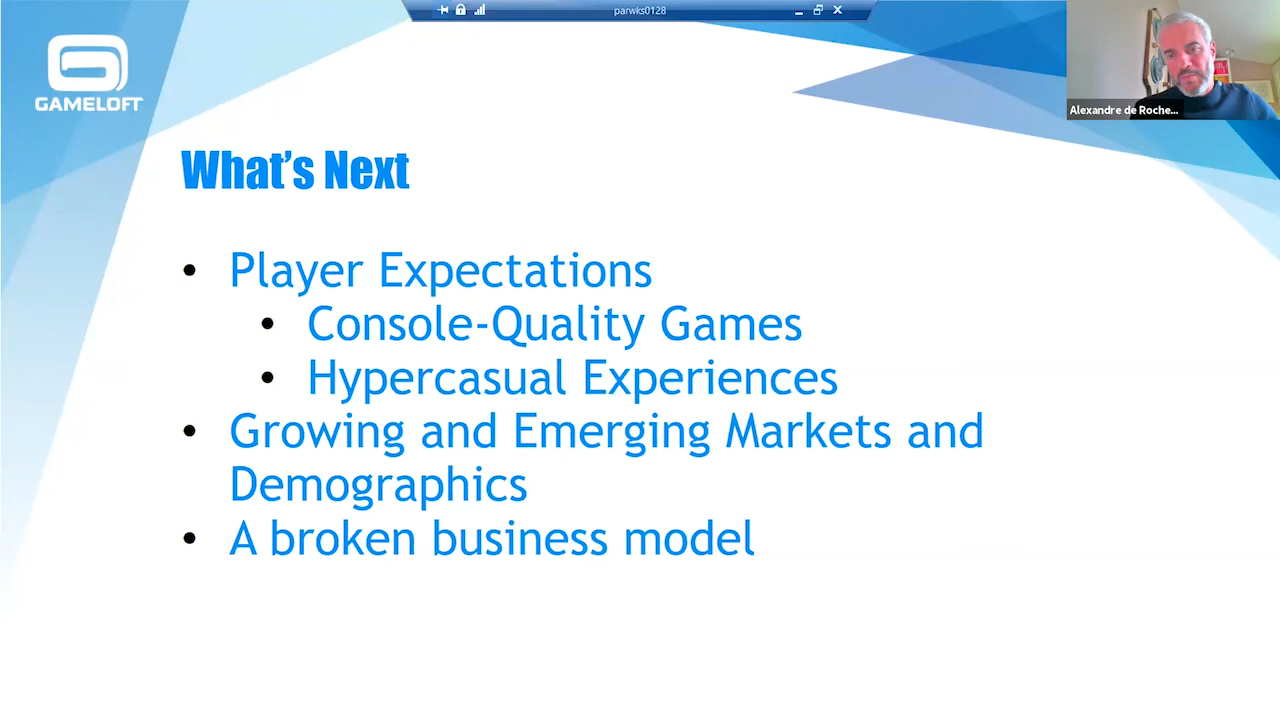 parwks0128
GAMELOFT
Alexandre de Roche...
What's Next
• Player Expectations
• Console-Quality Games
• Hypercasual Experiences
• Growing and Emerging Markets and
Demographics
• A broken business model